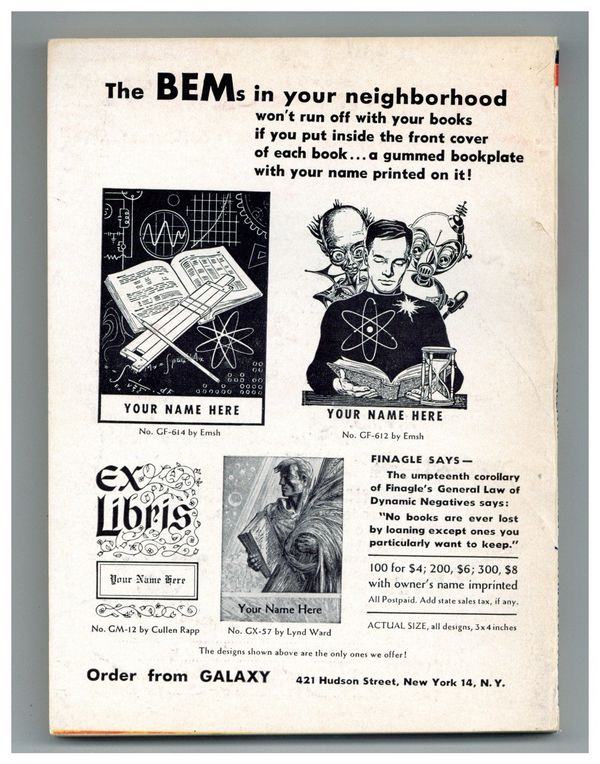 The BEMs in your neighborhood
won't run off with your books
if you put inside the front cover
of each book...a gummed bookplate
with your name printed on it!
YOUR NAME HERE
No. GF-614 by Emsh
YOUR NAME HERE
No. GF-612 by Emsh
EX
Libris
Your Name Here
No. GM-12 by Cullen Rapp
Your Name Here
No. GX-57 by Lynd Ward
FINAGLE SAYS—
The umpteenth corollary
of Finagle's General Law of
Dynamic Negatives says:
"No books are ever lost
by loaning except ones you
particularly want to keep."
100 for $4; 200, $6; 300, $8
with owner's name imprinted
All Postpaid. Add state sales tax, if any.
ACTUAL SIZE, all designs, 3x4 inches
The designs shown above are the only ones we offer!
Order from GALAXY 421 Hudson Street, New York 14, N. Y.